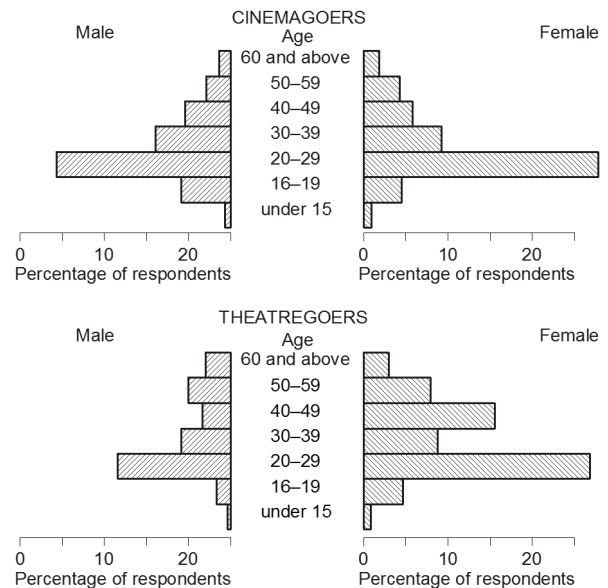 CINEMAGOERS
Male Age Female
60 and above
50–59
40–49
30–39
20–29
16–19
under 15
0 10 20 0 10 20
Percentage of respondents Percentage of respondents
THEATREGOERS
Male Age Female
60 and above
50–59
40–49
30–39
20–29
16–19
under 15
0 10 20 0 10 20
Percentage of respondents Percentage of respondents